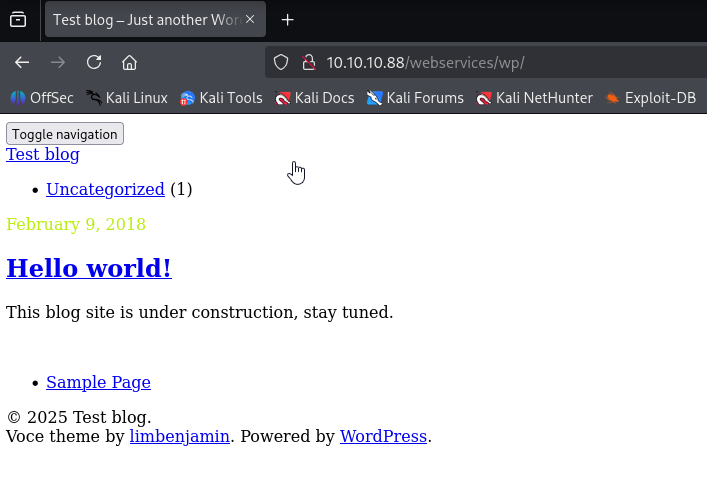 Test blog – Just another Wor
10.10.10.88/webservices/wp/
OffSec Kali Linux Kali Tools Kali Docs Kali Forums Kali NetHunter Exploit-DB
Toggle navigation
Test blog
Uncategorized (1)
February 9, 2018
Hello world!
This blog site is under construction, stay tuned.
Sample Page
© 2025 Test blog.
Voce theme by limbenjamin. Powered by WordPress.